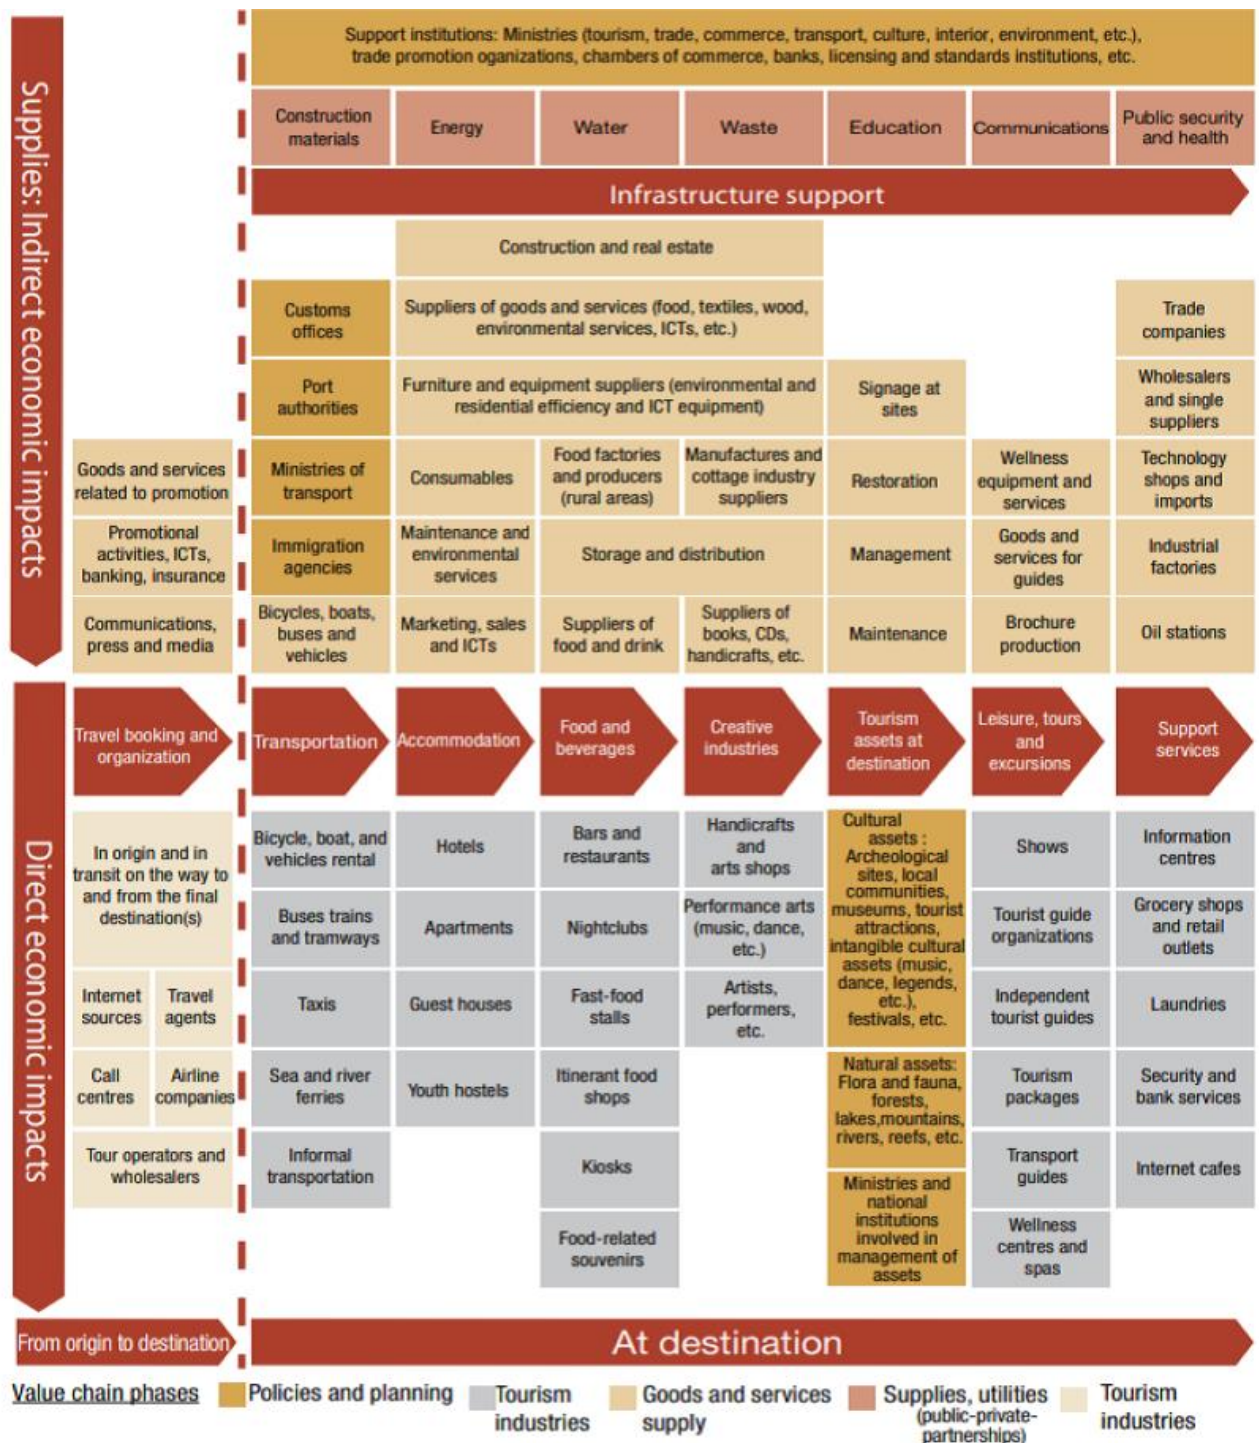 Support institutions: Ministries (tourism, trade, commerce, transport, culture, interior, environment, etc.),
trade promotion oganizations, chambers of commerce, banks, licensing and standards institutions, etc.
Supplies: Indirect economic impacts
Construction
materials
Energy
Water
Waste
Education
Communications
Public security
and health
Infrastructure support
Construction and real estate
Customs
offices
Suppliers of goods and services (food, textiles, wood,
environmental services, ICTs, etc.)
Trade
companies
Port
authorities
Furniture and equipment suppliers (environmental and
residential efficiency and ICT equipment)
Signage at
sites
Wholesalers
and single
suppliers
Goods and services
related to promotion
Ministries of
transport
Consumables
Food factories
and producers
(rural areas)
Manufactures and
cottage industry
suppliers
Restoration
Wellness
equipment and
services
Technology
shops and
imports
Promotional
activities, ICTs,
banking, insurance
Immigration
agencies
Maintenance and
environmental
services
Storage and distribution
Management
Goods and
services for
guides
Industrial
factories
Communications,
press and media
Bicycles, boats,
buses and
vehicles
Marketing, sales
and ICTs
Suppliers of
food and drink
Suppliers of
books, CDs,
handicrafts, etc.
Maintenance
Brochure
production
Oil stations
Direct economic impacts
Travel booking and
organization
Transportation
Accommodation
Food and
beverages
Creative
industries
Tourism
assets at
destination
Leisure, tours
and
excursions
Support
services
In origin and in
transit on the way to
and from the final
destination(s)
Bicycle, boat, and
vehicles rental
Hotels
Bars and
restaurants
Handicrafts
and
arts shops
Cultural
assets :
Archeological
sites, local
communities,
museums, tourist
attractions,
intangible cultural
assets (music,
dance, legends,
etc.),
festivals, etc.
Shows
Information
centres
Buses trains
and tramways
Apartments
Nightclubs
Performance arts
(music, dance,
etc.)
Tourist guide
organizations
Grocery shops
and retail
outlets
Internet
sources
Travel
agents
Taxis
Guest houses
Fast-food
stalls
Artists,
performers,
etc.
Independent
tourist guides
Laundries
Call
centres
Airline
companies
Sea and river
ferries
Youth hostels
Itinerant food
shops
Natural assets:
Flora and fauna,
forests,
lakes,mountains,
rivers, reefs, etc.
Tourism
packages
Security and
bank services
Tour operators and
wholesalers
Informal
transportation
Kiosks
Ministries and
national
institutions
involved in
management of
assets
Transport
guides
Internet cafes
Food-related
souvenirs
Wellness
centres and
spas
From origin to destination
At destination
Value chain phases
Policies and planning
Tourism
industries
Goods and services
supply
Supplies, utilities
(public-private-
partnerships)
Tourism
industries